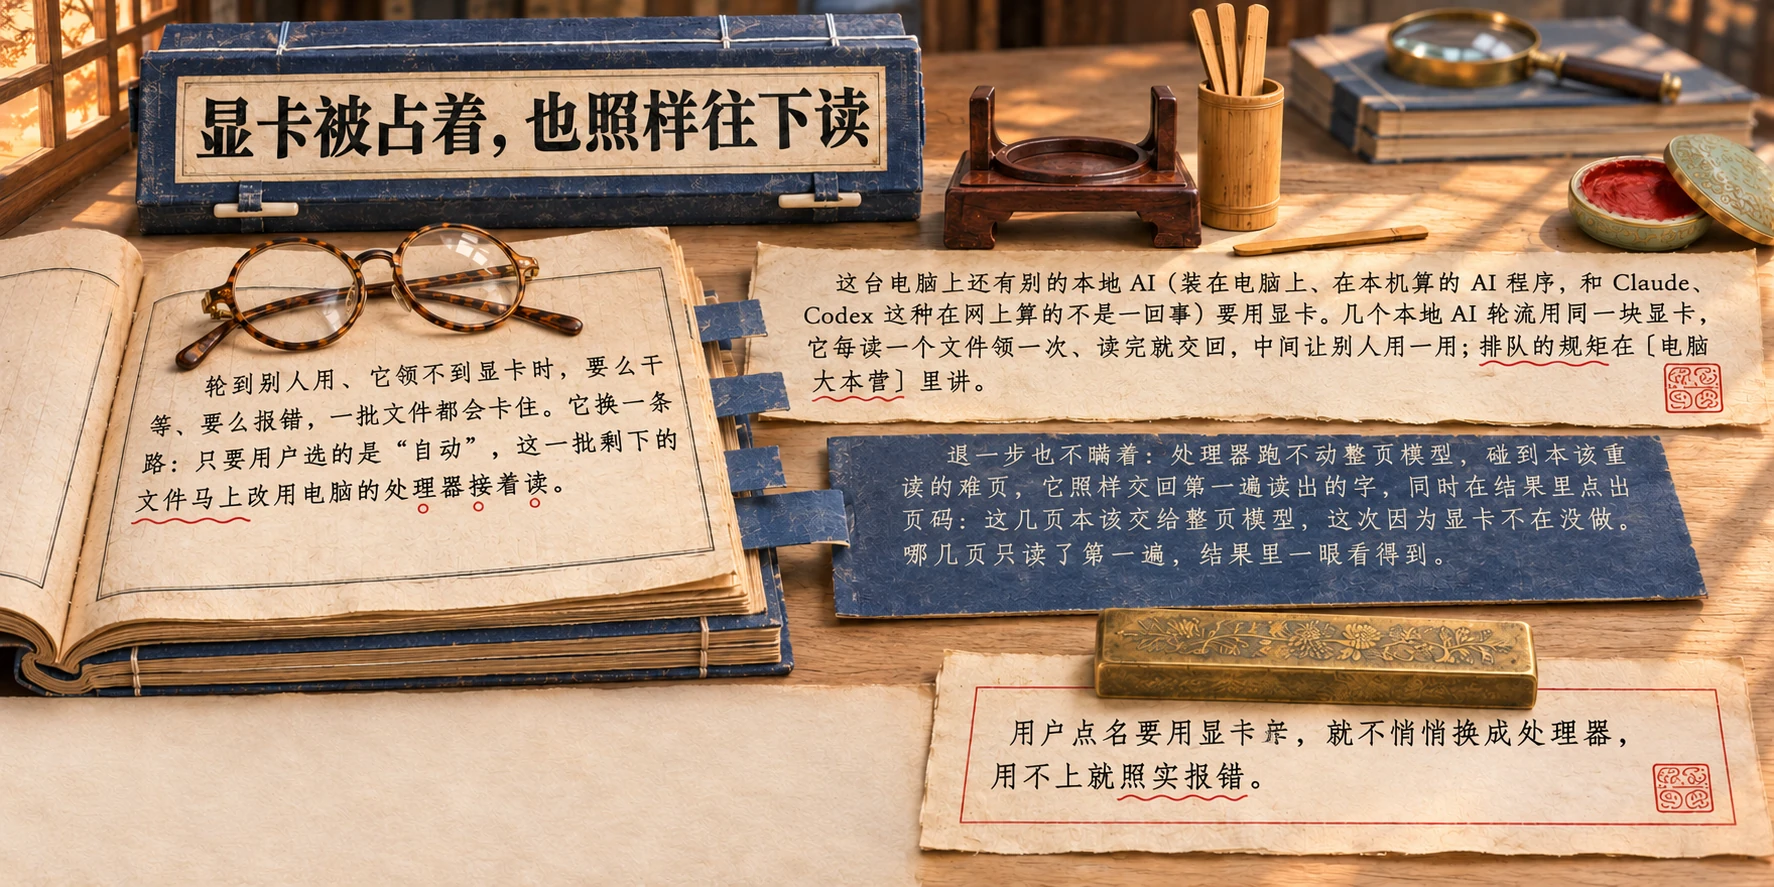 显卡被占着，也照样往下读
轮到别人用、它领不到显卡时，要么干
等、要么报错，一批文件都会卡住。它换一条
路：只要用户选的是“自动”，这一批剩下的
文件马上改用电脑的处理器接着读。
这台电脑上还有别的本地 AI（装在电脑上、在本机算的 AI 程序，和 Claude、
Codex 这种在网上算的不是一回事）要用显卡。几个本地 AI 轮流用同一块显卡，
它每读一个文件领一次、读完就交回，中间让别人用一用；排队的规矩在〔电脑
大本营〕里讲。
退一步也不瞒着：处理器跑不动整页模型，碰到本该重
读的难页，它照样交回第一遍读出的字，同时在结果里点出
页码：这几页本该交给整页模型，这次因为显卡不在没做。
哪几页只读了第一遍，结果里一眼看得到。
用户点名要用显卡，就不悄悄换成处理器，
用不上就照实报错。